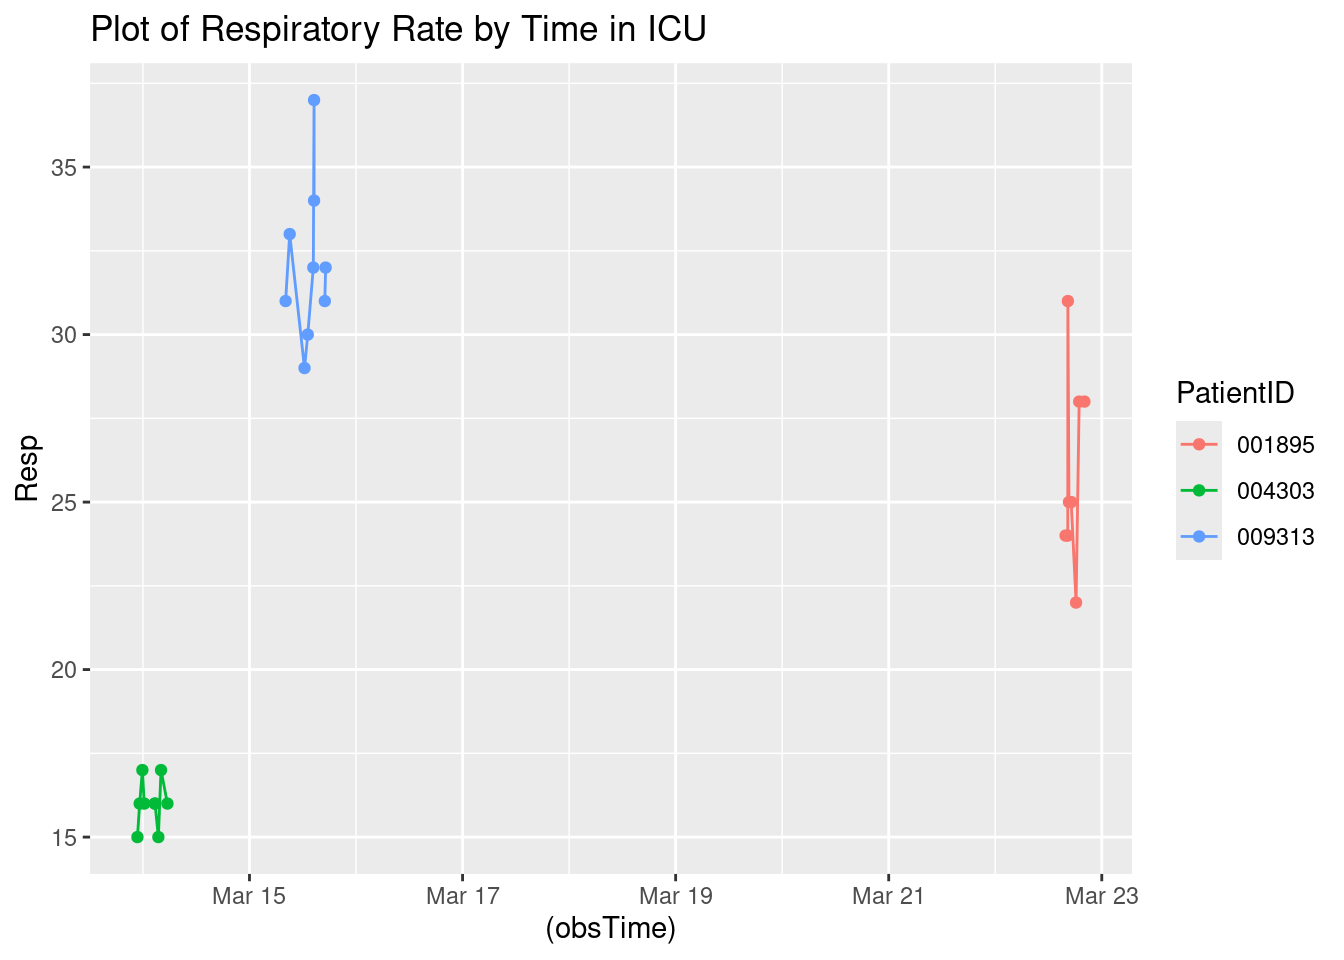 Plot of Respiratory Rate by Time in ICU
Resp
35
30
25
20
15
Mar 15
Mar 17
Mar 19
Mar 21
Mar 23
(obsTime)
PatientID
001895
004303
009313